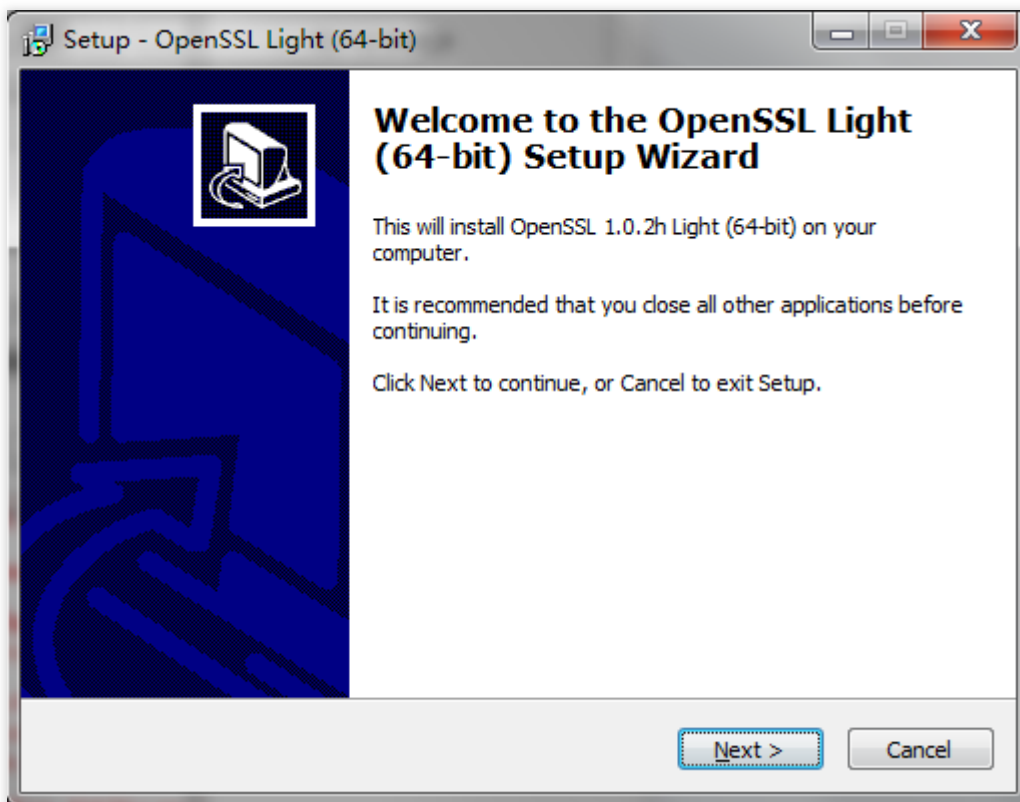 Setup - OpenSSL Light (64-bit)
Welcome to the OpenSSL Light
(64-bit) Setup Wizard
This will install OpenSSL 1.0.2h Light (64-bit) on your
computer.
It is recommended that you close all other applications before
continuing.
Click Next to continue, or Cancel to exit Setup.
Next >
Cancel